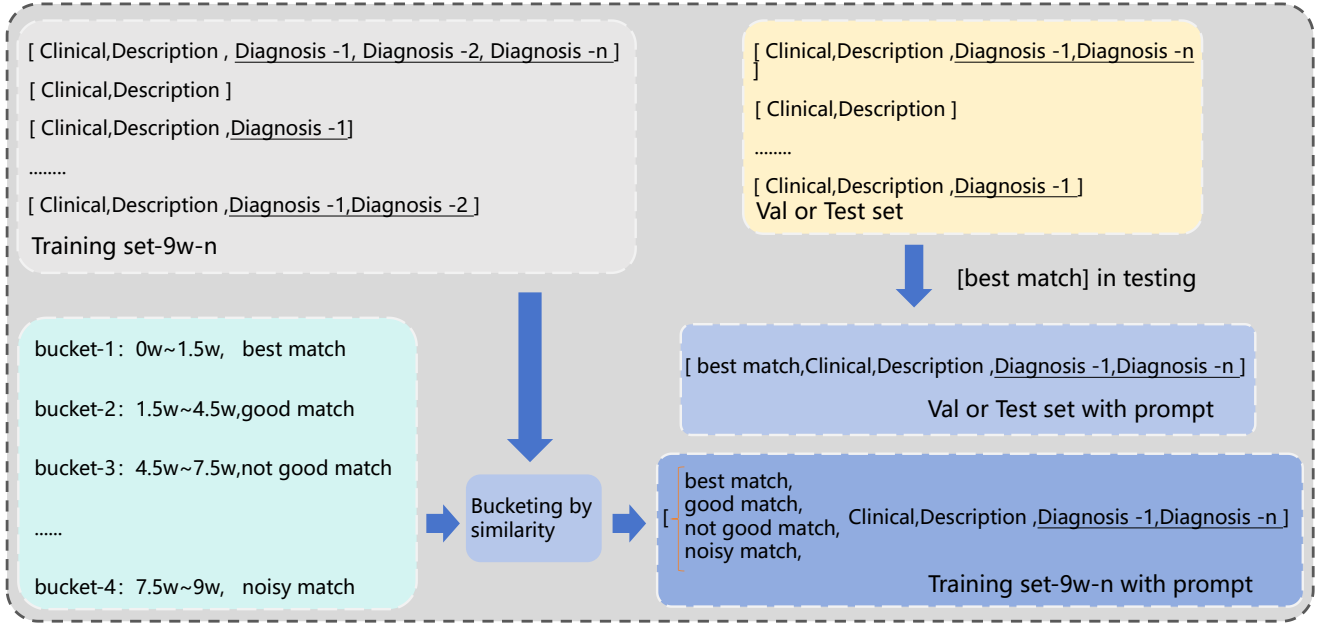 [ Clinical,Description , Diagnosis -1, Diagnosis -2, Diagnosis -n ]
[ Clinical,Description ]
[ Clinical,Description ,Diagnosis -1]
........
[ Clinical,Description ,Diagnosis -1,Diagnosis -2 ]
Training set-9w-n
[ Clinical,Description ,Diagnosis -1,Diagnosis -n
]
[ Clinical,Description ]
........
[ Clinical,Description ,Diagnosis -1 ]
Val or Test set
[best match] in testing
[ best match,Clinical,Description ,Diagnosis -1,Diagnosis -n ]
Val or Test set with prompt
bucket-1: 0w~1.5w, best match
bucket-2: 1.5w~4.5w,good match
bucket-3: 4.5w~7.5w,not good match
......
bucket-4: 7.5w~9w, noisy match
Bucketing by
similarity
[
best match,
good match,
not good match,
noisy match,
Clinical,Description ,Diagnosis -1,Diagnosis -n ]
Training set-9w-n with prompt